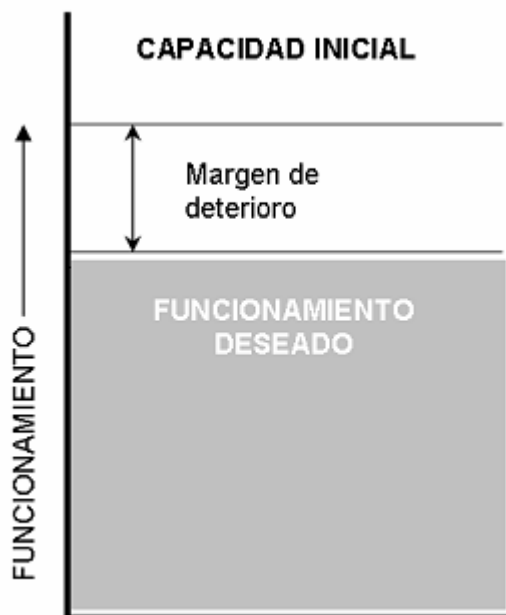 CAPACIDAD INICIAL
Margen de
deterioro
FUNCIONAMIENTO
DESEADO
FUNCIONAMIENTO